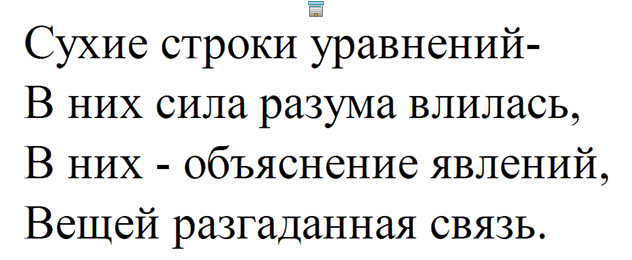 Сухие строки уравнений-
В них сила разума влилась,
В них - объяснение явлений,
Вещей разгаданная связь.